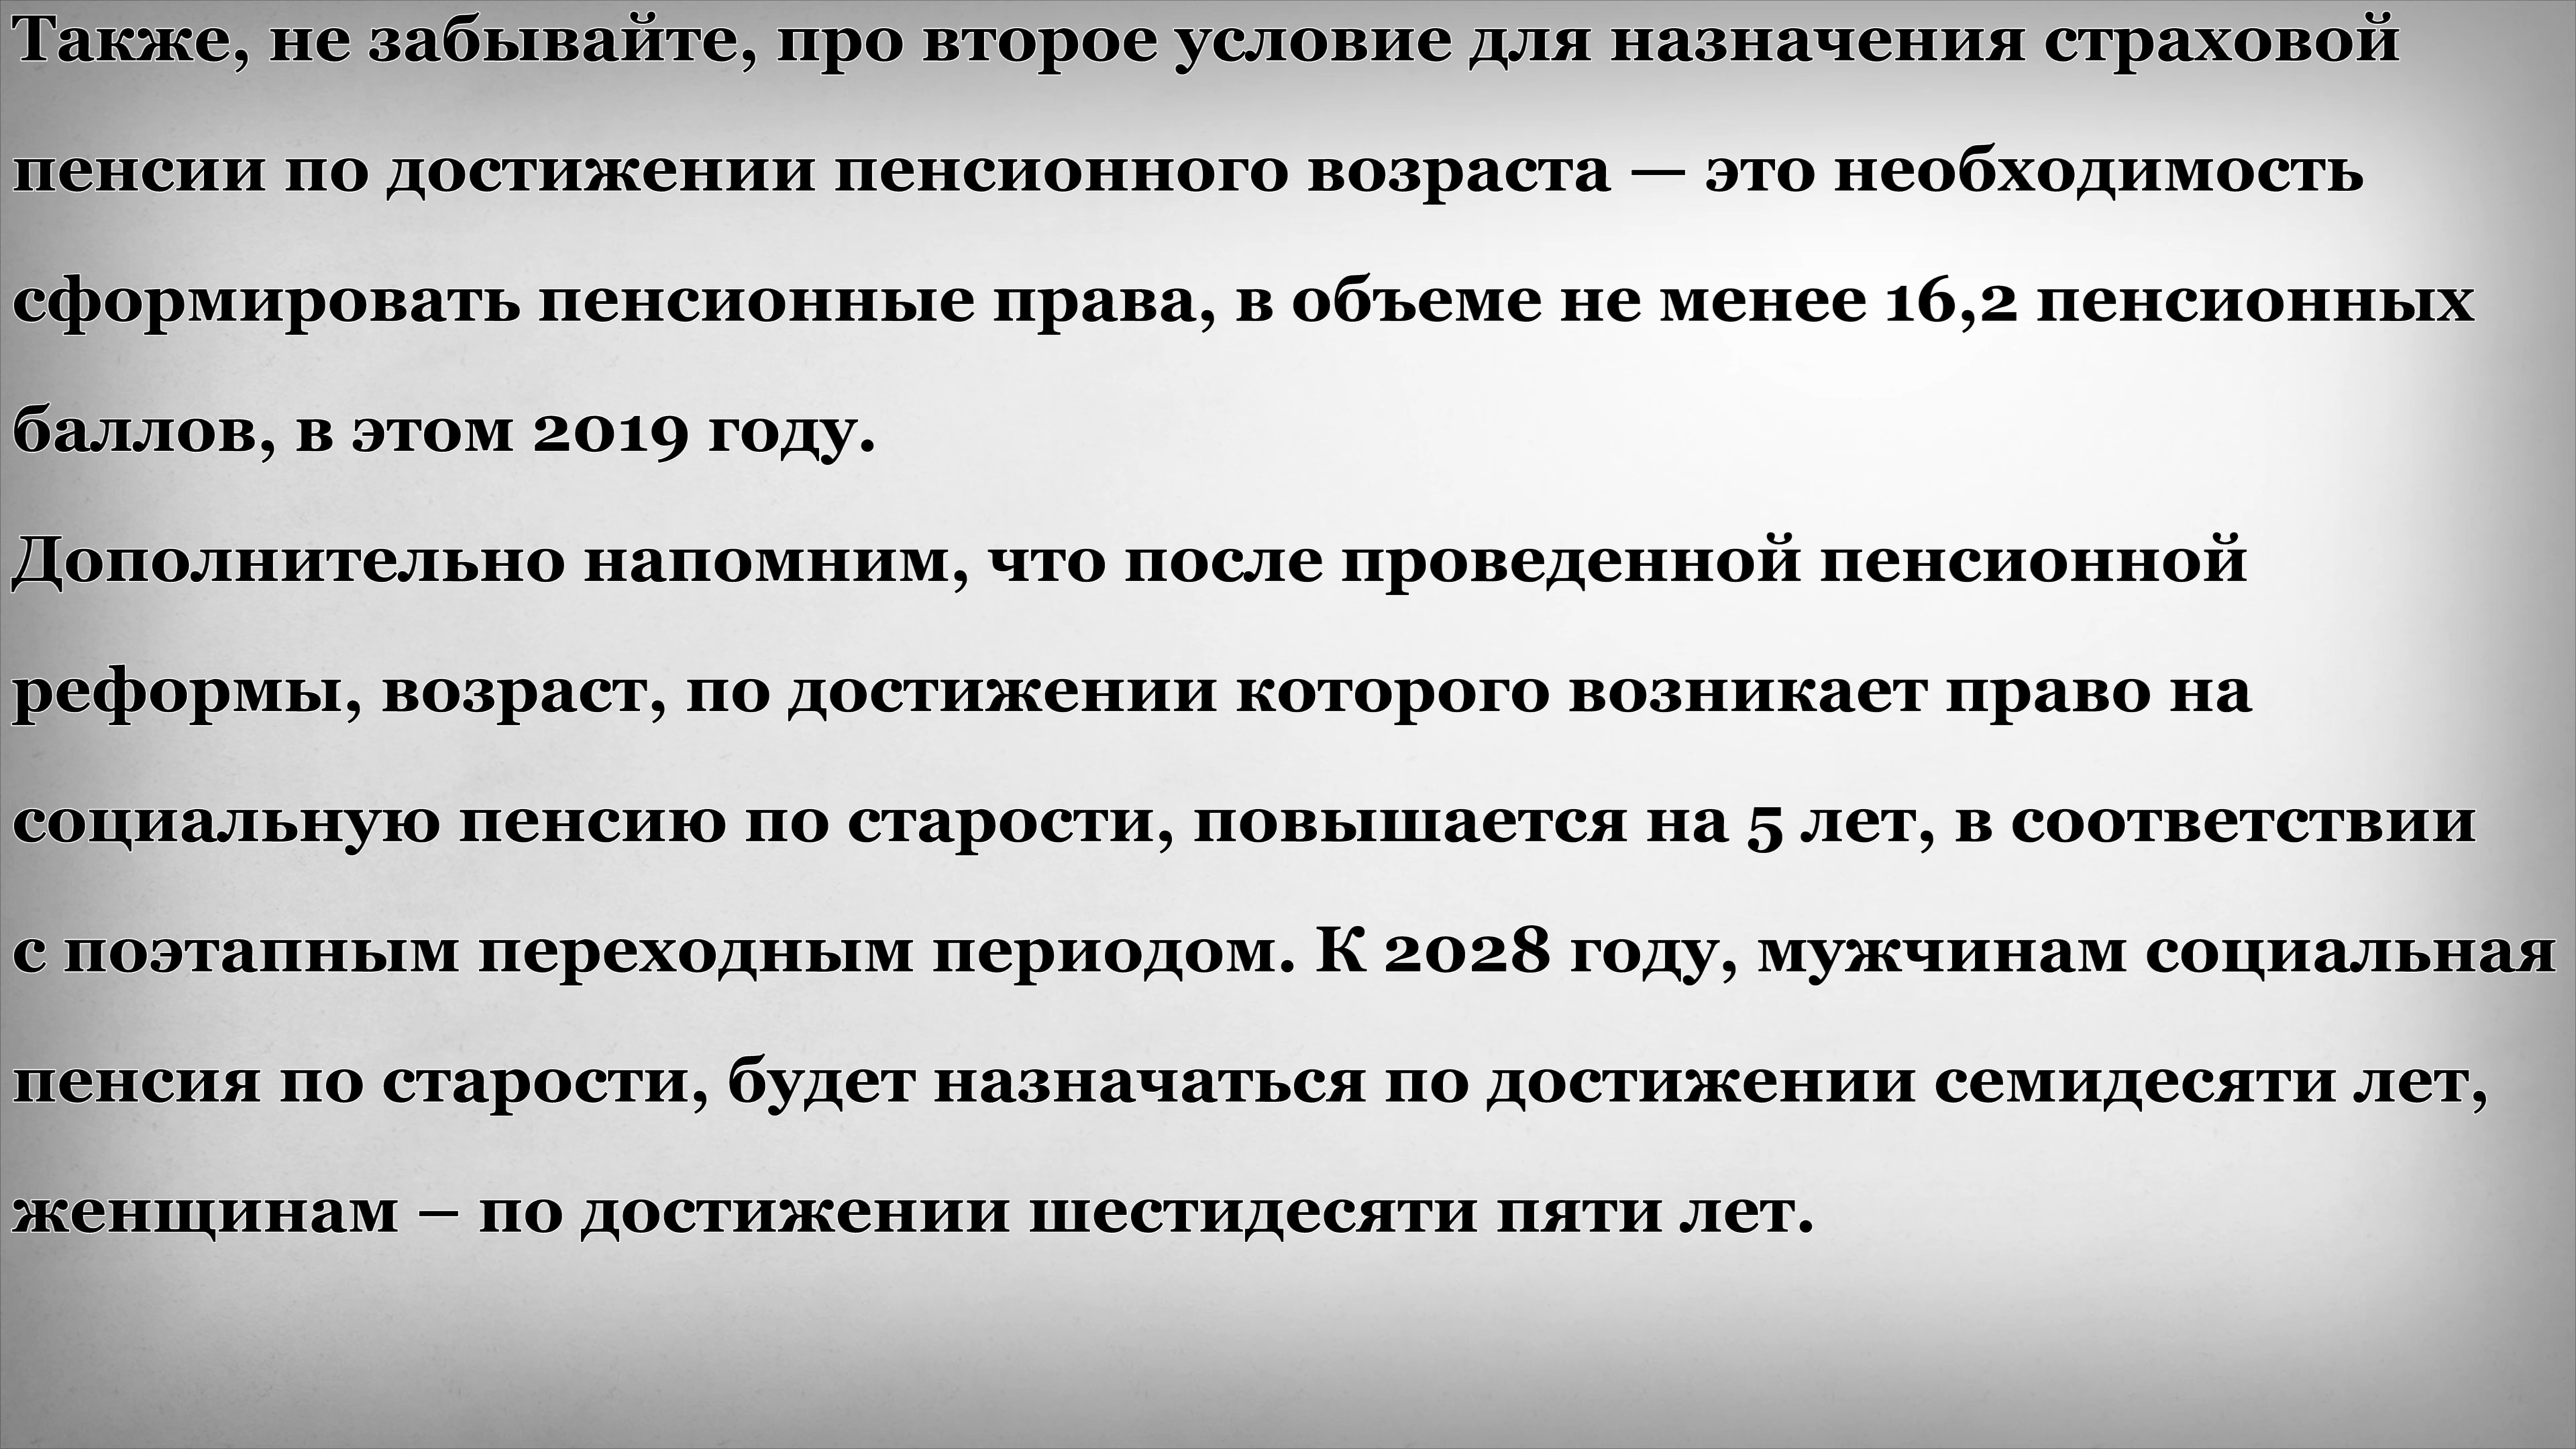 Также, не забывайте, про второе условие для назначения страховой
пенсии по достижении пенсионного возраста — это необходимость
сформировать пенсионные права, в объеме не менее 16,2 пенсионных
баллов, в этом 2019 году.
Дополнительно напомним, что после проведенной пенсионной
реформы, возраст, по достижении которого возникает право на
социальную пенсию по старости, повышается на 5 лет, в соответствии
с поэтапным переходным периодом. К 2028 году, мужчинам социальная
пенсия по старости, будет назначаться по достижении семидесяти лет,
женщинам – по достижении шестидесяти пяти лет.